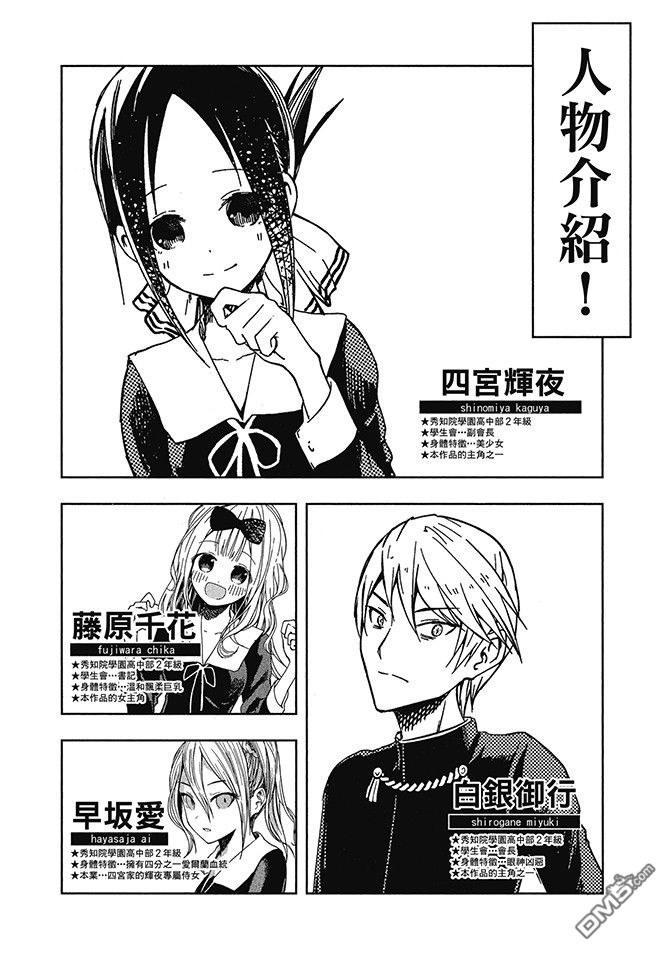 人物介紹！
四宮輝夜
shinomiya kaguya
★秀知院學園高中部２年級
★學生會…副會長
★身體特徵…美少女
★本作品的主角之一
藤原千花
fujiwara chika
★秀知院學園高中部２年級
★學生會…書記
★身體特徵…溫和飄柔巨乳
★本作品的女主角
早坂愛
hayasaja ai
★秀知院學園高中部２年級
★身體特徵…擁有四分之一愛爾蘭血統
★本業…四宮家的輝夜專屬侍女
白銀御行
shirogane miyuki
★秀知院學園高中部２年級
★學生會…會長
★身體特徵…眼神凶惡
★本作品的主角之一
DM5.com